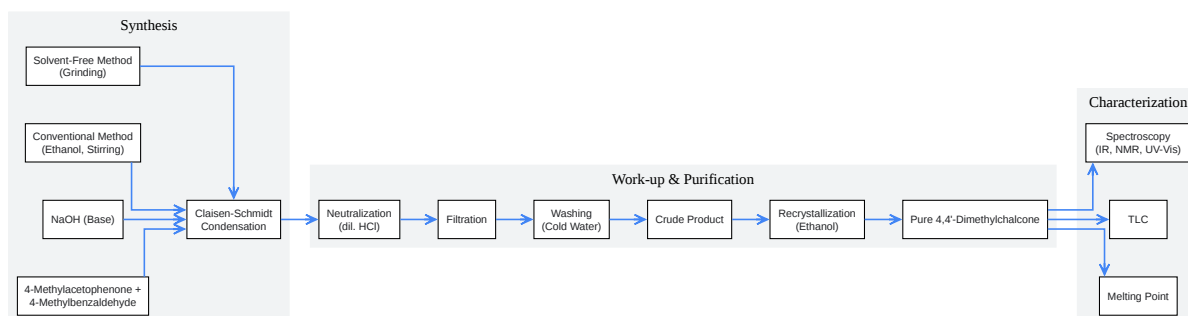 Synthesis
Solvent-Free Method
(Grinding)
Conventional Method
(Ethanol, Stirring)
NaOH (Base)
4-Methylacetophenone +
4-Methylbenzaldehyde
Claisen-Schmidt
Condensation
Work-up & Purification
Neutralization
(dil. HCl)
Filtration
Washing
(Cold Water)
Crude Product
Recrystallization
(Ethanol)
Pure 4,4'-Dimethylchalcone
Characterization
Spectroscopy
(IR, NMR, UV-Vis)
TLC
Melting Point